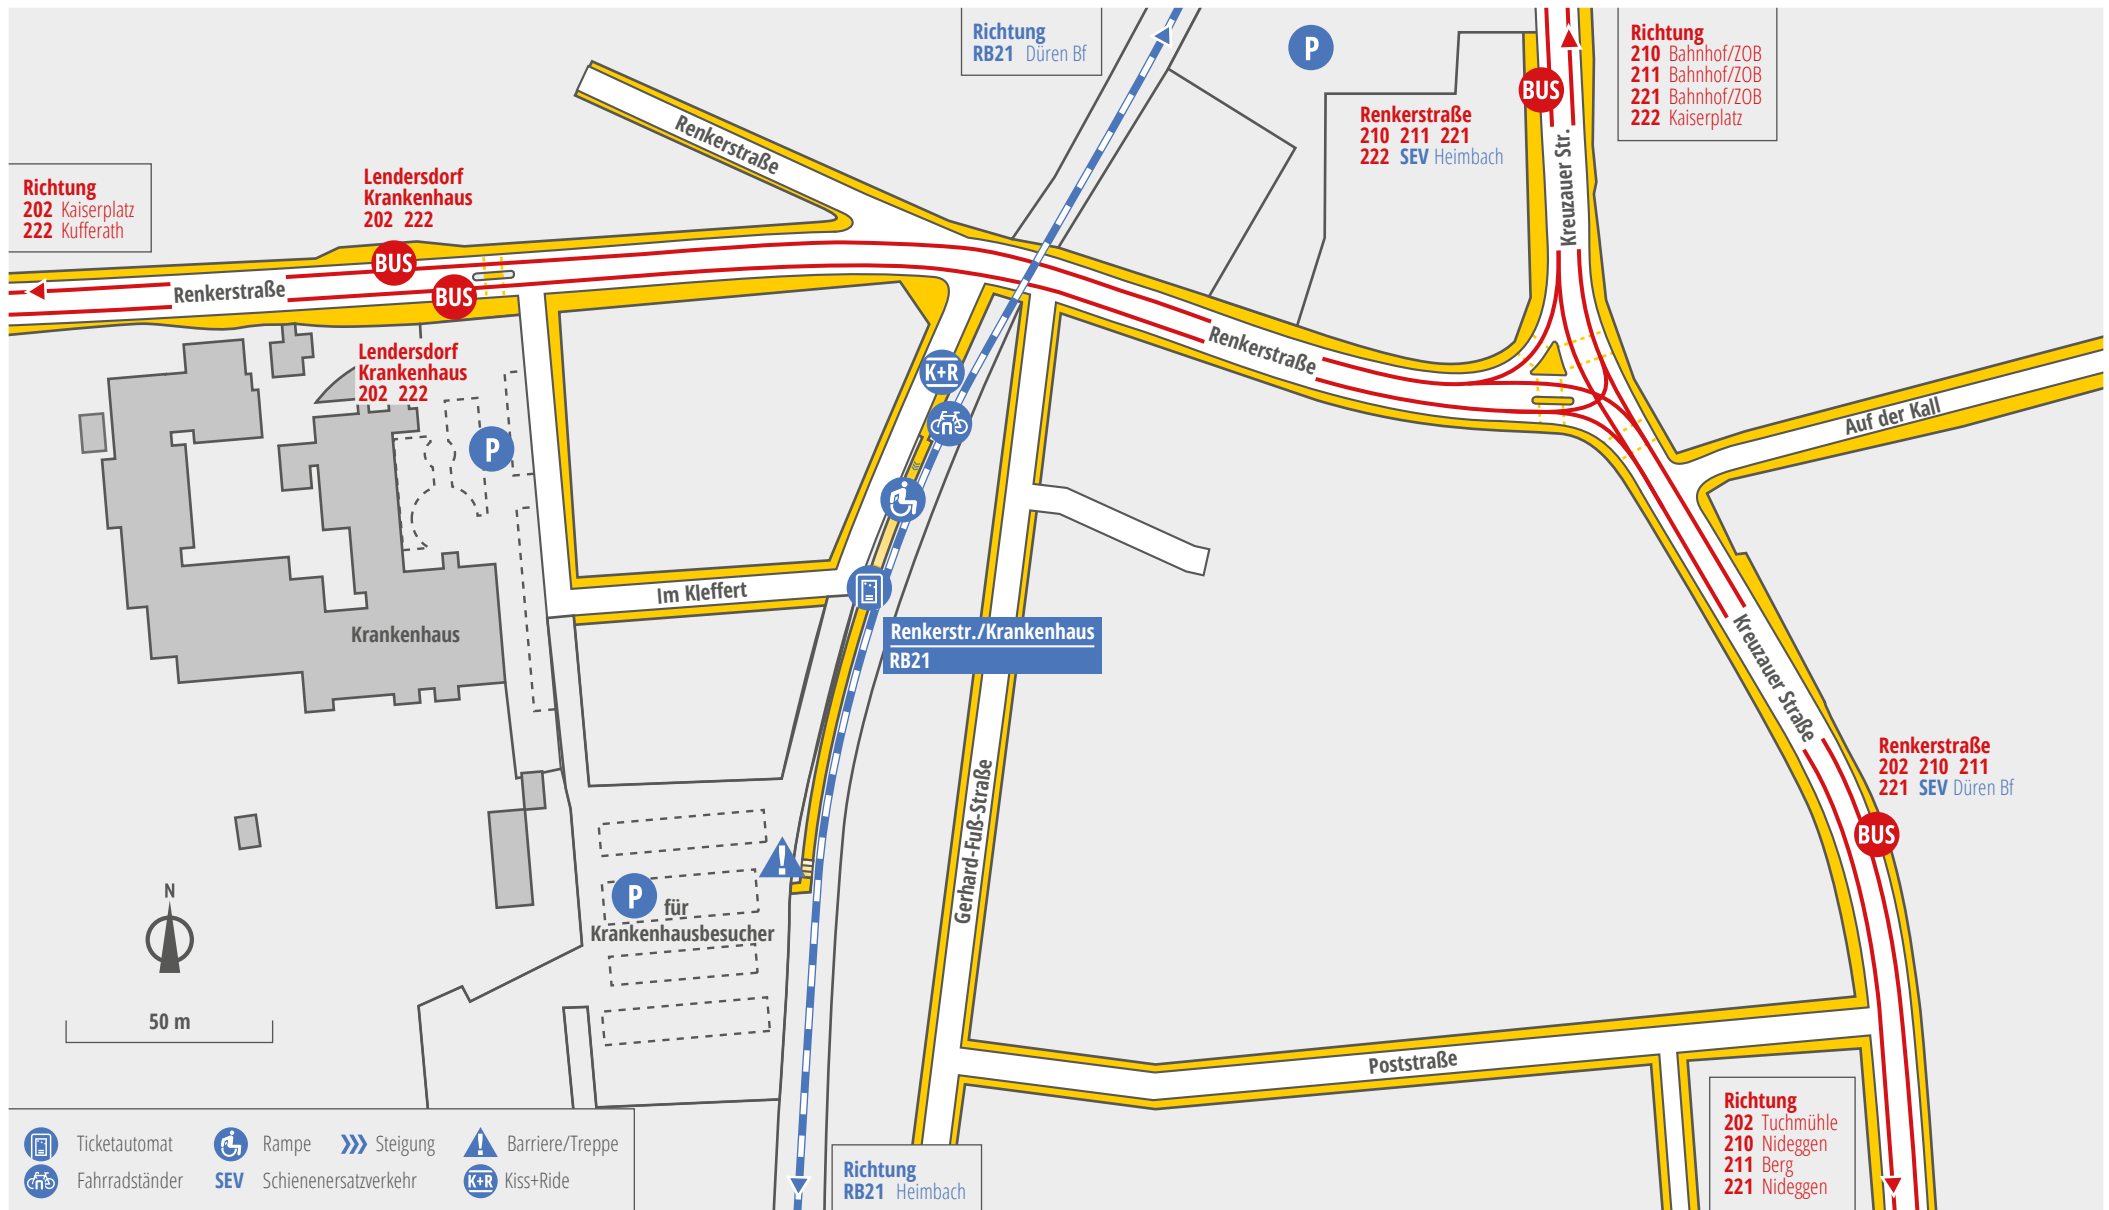 Richtung
RB21 Düren Bf
P
BUS
Richtung
210 Bahnhof/ZOB
211 Bahnhof/ZOB
221 Bahnhof/ZOB
222 Kaiserplatz
Renkerstraße
210 211 221
222 SEV Heimbach
Kreuzauer Str.
Renkerstraße
Lendersdorf
Krankenhaus
202 222
Richtung
202 Kaiserplatz
222 Kufferath
BUS
BUS
Renkerstraße
Renkerstraße
Lendersdorf
Krankenhaus
202 222
K+R
P
Auf der Kall
Im Kleffert
Krankenhaus
Renkerstr./Krankenhaus
RB21
Kreuzauer Straße
Renkerstraße
202 210 211
221 SEV Düren Bf
BUS
Gerhard-Fuß-Straße
!
P für
Krankenhausbesucher
N
50 m
Poststraße
Richtung
202 Tuchmühle
210 Nideggen
211 Berg
221 Nideggen
Richtung
RB21 Heimbach
Ticketautomat
Rampe
Steigung
! Barriere/Treppe
Fahrradständer
SEV Schienenersatzverkehr
K+R Kiss+Ride